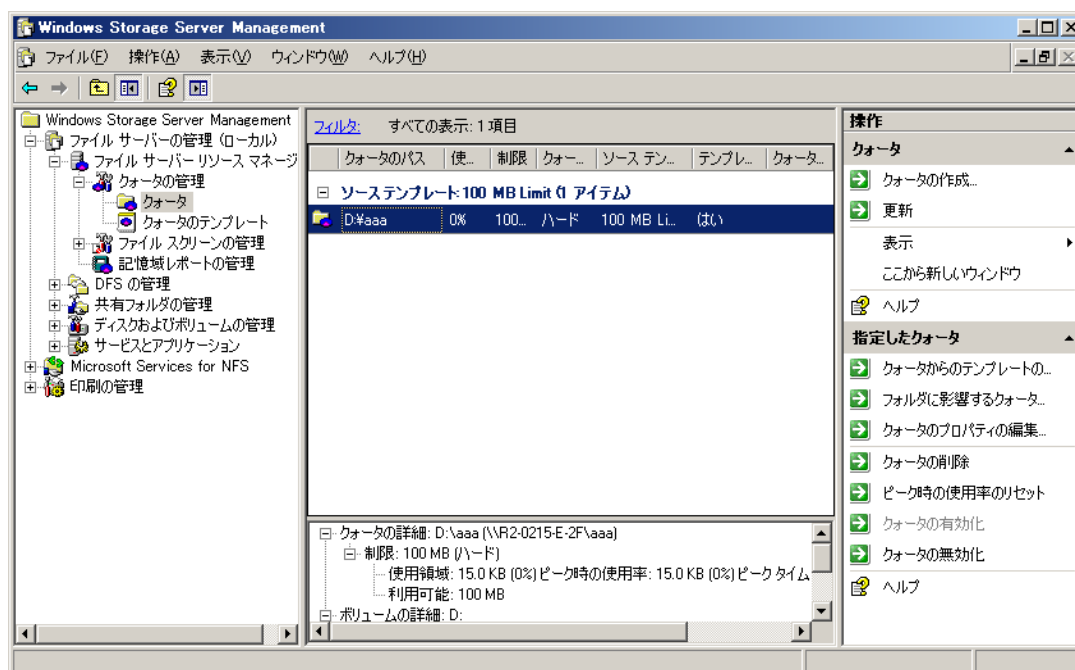 Windows Storage Server Management
ファイル(F) 操作(A) 表示(V) ウィンドウ(W) ヘルプ(H)
Windows Storage Server Management
ファイル サーバーの管理 (ローカル)
ファイル サーバー リソース マネージ
クォータの管理
クォータ
クォータのテンプレート
ファイル スクリーンの管理
記憶域レポートの管理
DFS の管理
共有フォルダの管理
ディスクおよびボリュームの管理
サービスとアプリケーション
Microsoft Services for NFS
印刷の管理
フィルタ: すべての表示: 1 項目
クォータのパス 使... 制限 クォー... ソース テン... テンプレ... クォータ...
ソース テンプレート: 100 MB Limit (1 アイテム)
D:¥aaa 0% 100... ハード 100 MB Li... はい
クォータの詳細: D:\aaa (\\R2-0215-E-2F\aaa)
制限: 100 MB (ハード)
使用領域: 15.0 KB (0%) ピーク時の使用率: 15.0 KB (0%) ピーク タイム
利用可能: 100 MB
ボリュームの詳細: D:
操作
クォータ
クォータの作成...
更新
表示
ここから新しいウィンドウ
ヘルプ
指定したクォータ
クォータからのテンプレートの...
フォルダに影響するクォータ...
クォータのプロパティの編集...
クォータの削除
ピーク時の使用率のリセット
クォータの有効化
クォータの無効化
ヘルプ